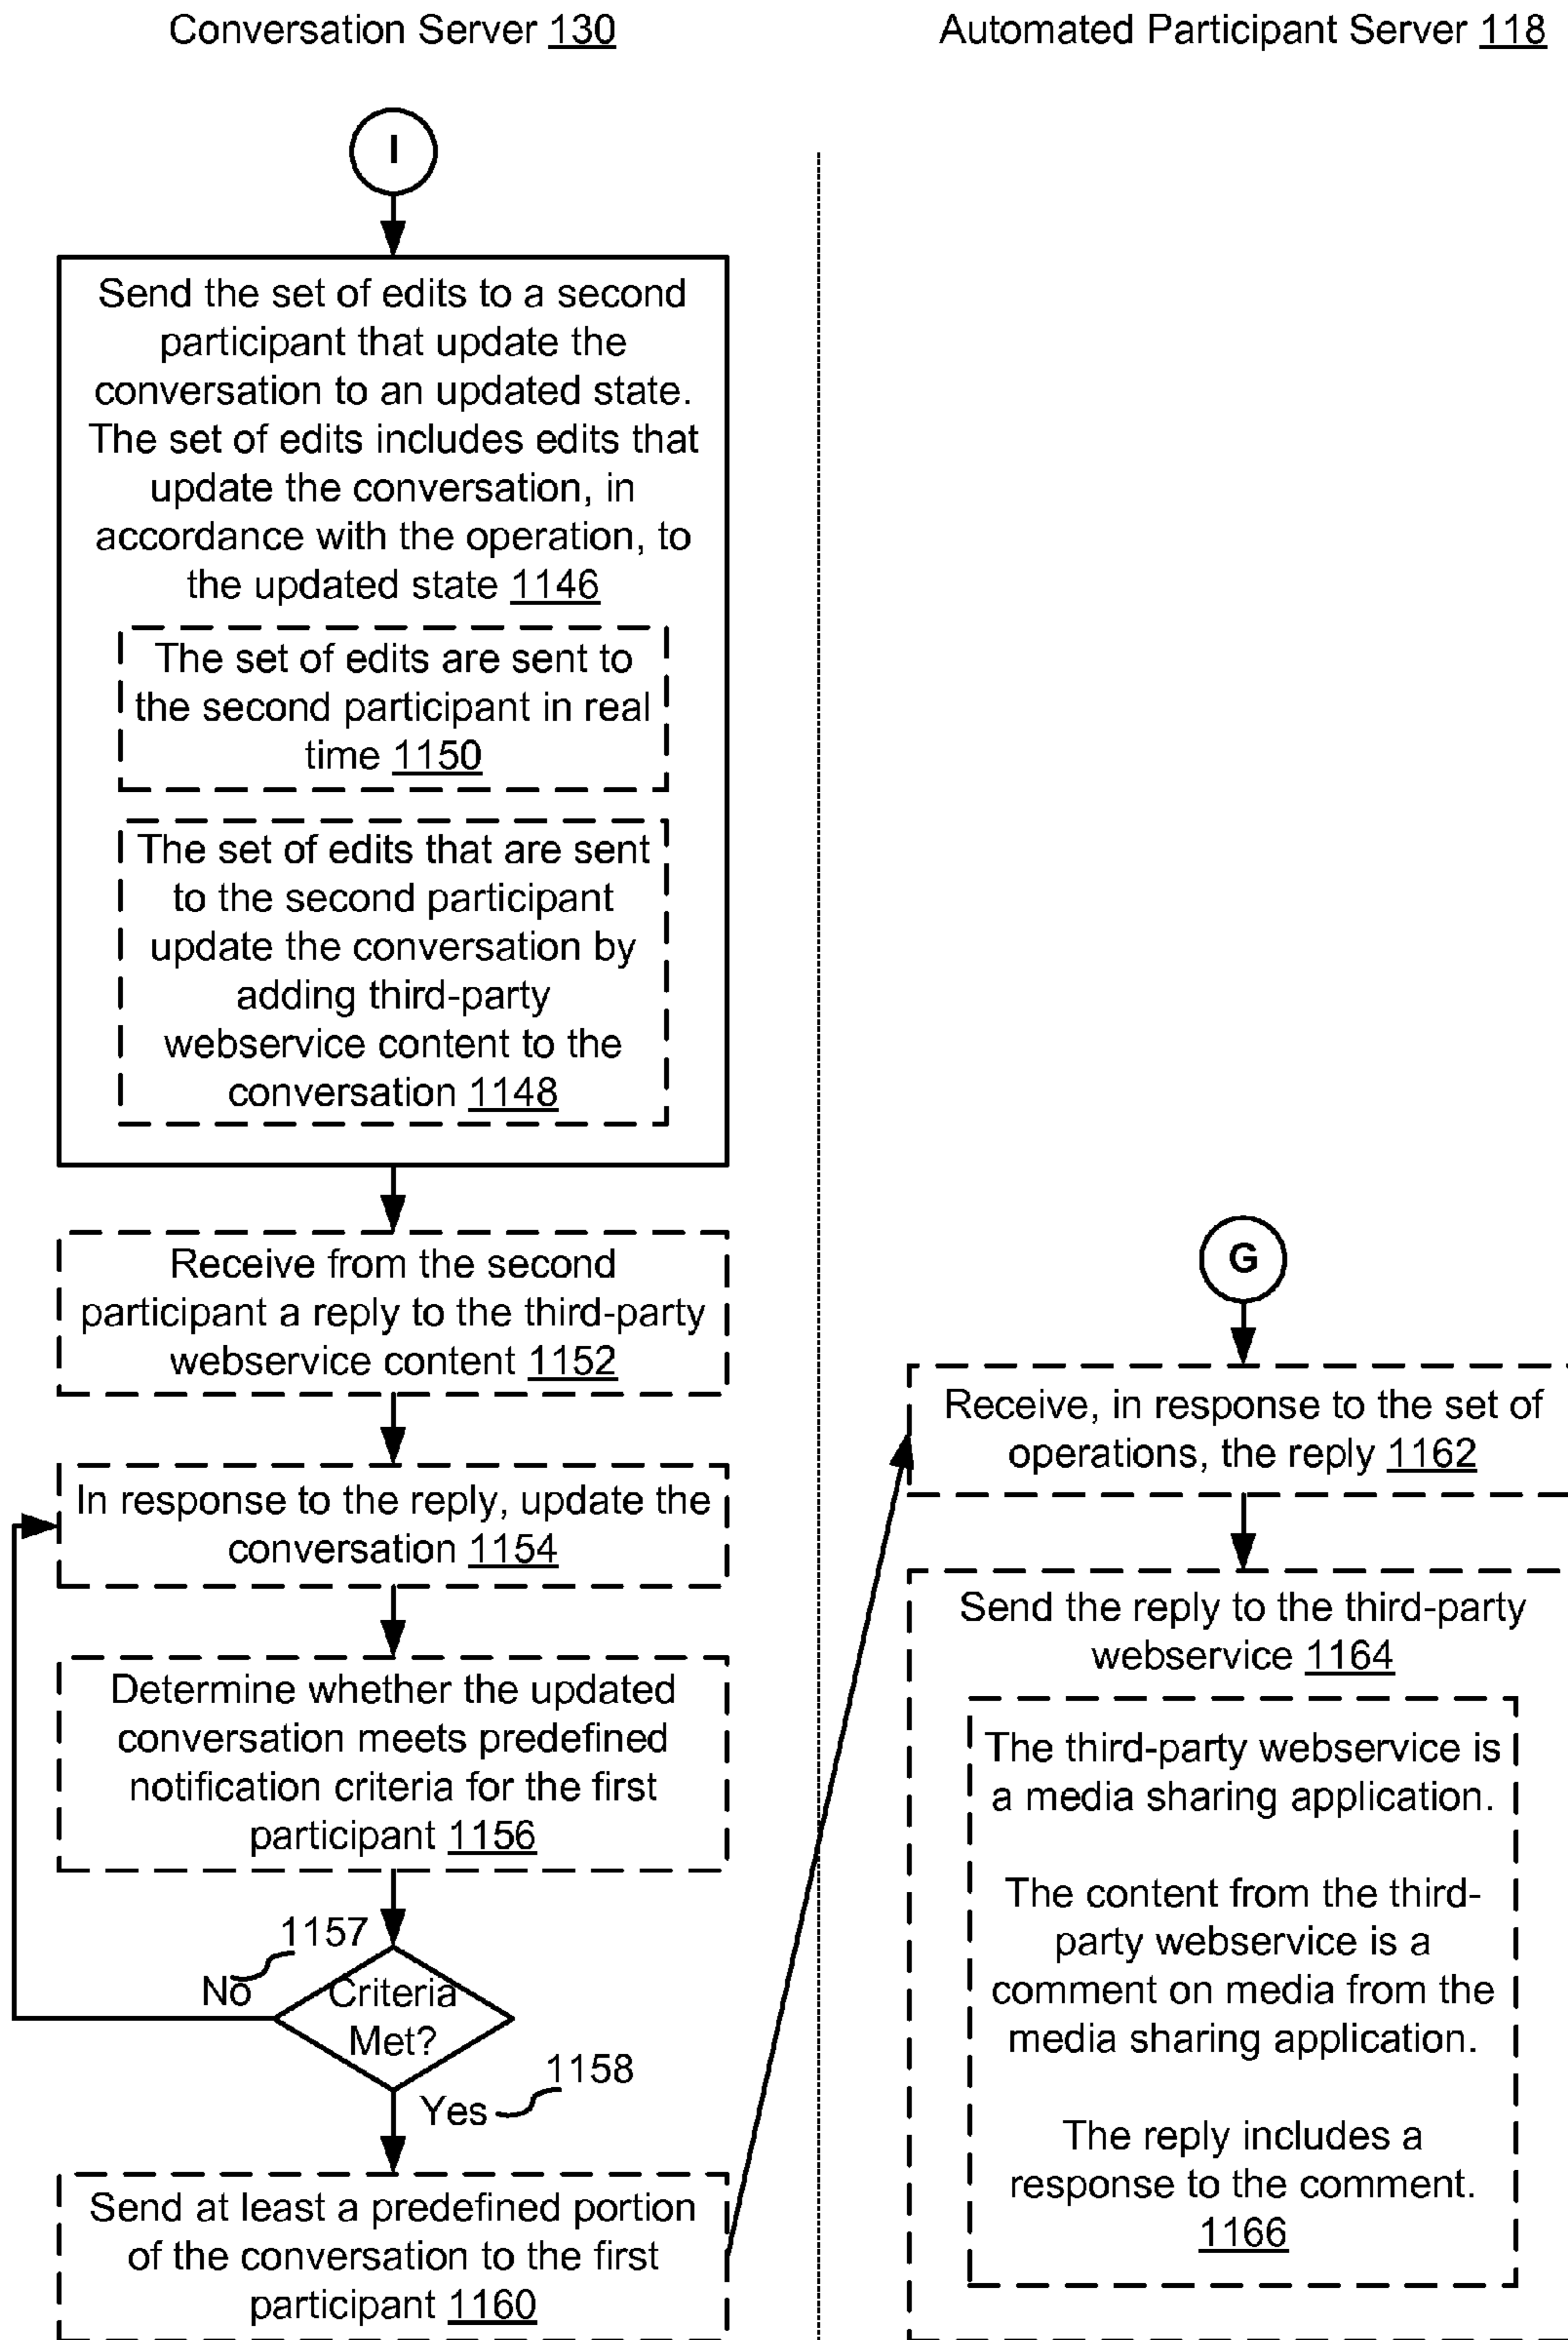 Conversation Server 130
Automated Participant Server 118
I
Send the set of edits to a second
participant that update the
conversation to an updated state.
The set of edits includes edits that
update the conversation, in
accordance with the operation, to
the updated state 1146
The set of edits are sent to
the second participant in real
time 1150
The set of edits that are sent
to the second participant
update the conversation by
adding third-party
webservice content to the
conversation 1148
Receive from the second
participant a reply to the third-party
webservice content 1152
In response to the reply, update the
conversation 1154
Determine whether the updated
conversation meets predefined
notification criteria for the first
participant 1156
1157
No
Criteria
Met?
1158
Yes
Send at least a predefined portion
of the conversation to the first
participant 1160
G
Receive, in response to the set of
operations, the reply 1162
Send the reply to the third-party
webservice 1164
The third-party webservice is
a media sharing application.
The content from the third-
party webservice is a
comment on media from the
media sharing application.
The reply includes a
response to the comment.
1166